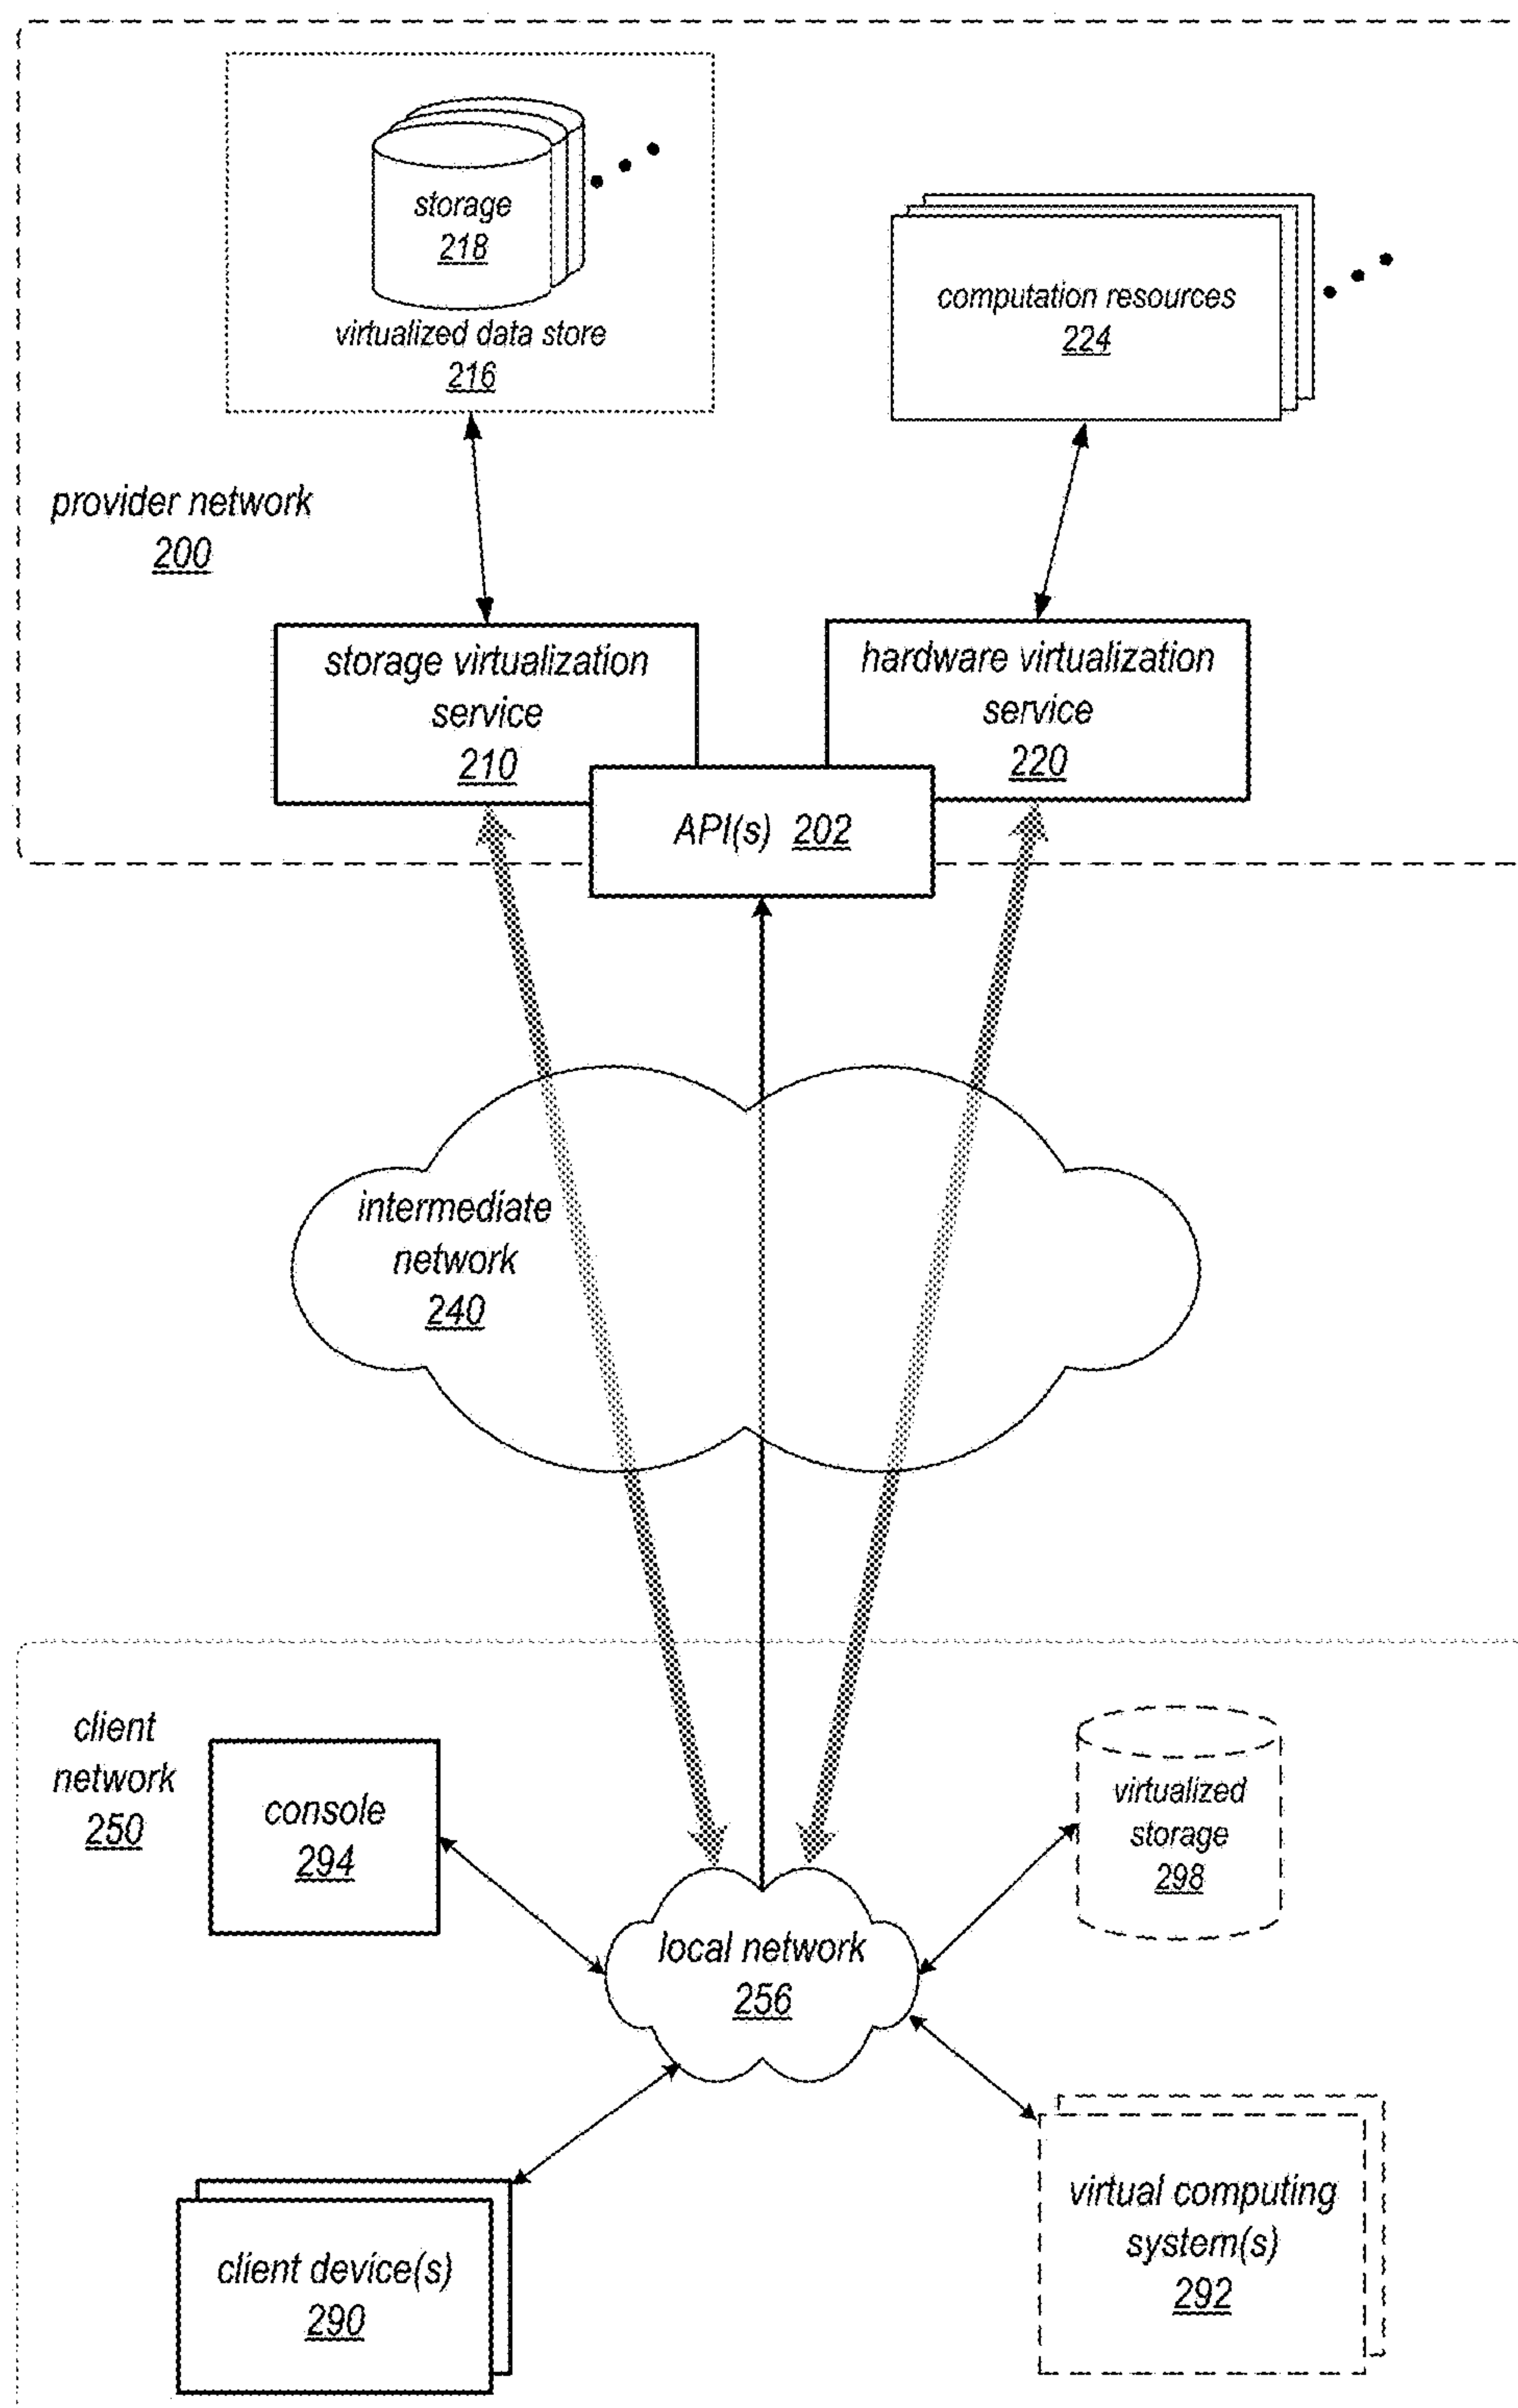 storage
218
virtualized data store
216
computation resources
224
provider network
200
storage virtualization
service
210
hardware virtualization
service
220
API(s) 202
intermediate
network
240
client
network
250
console
294
virtualized
storage
298
local network
256
client device(s)
290
virtual computing
system(s)
292